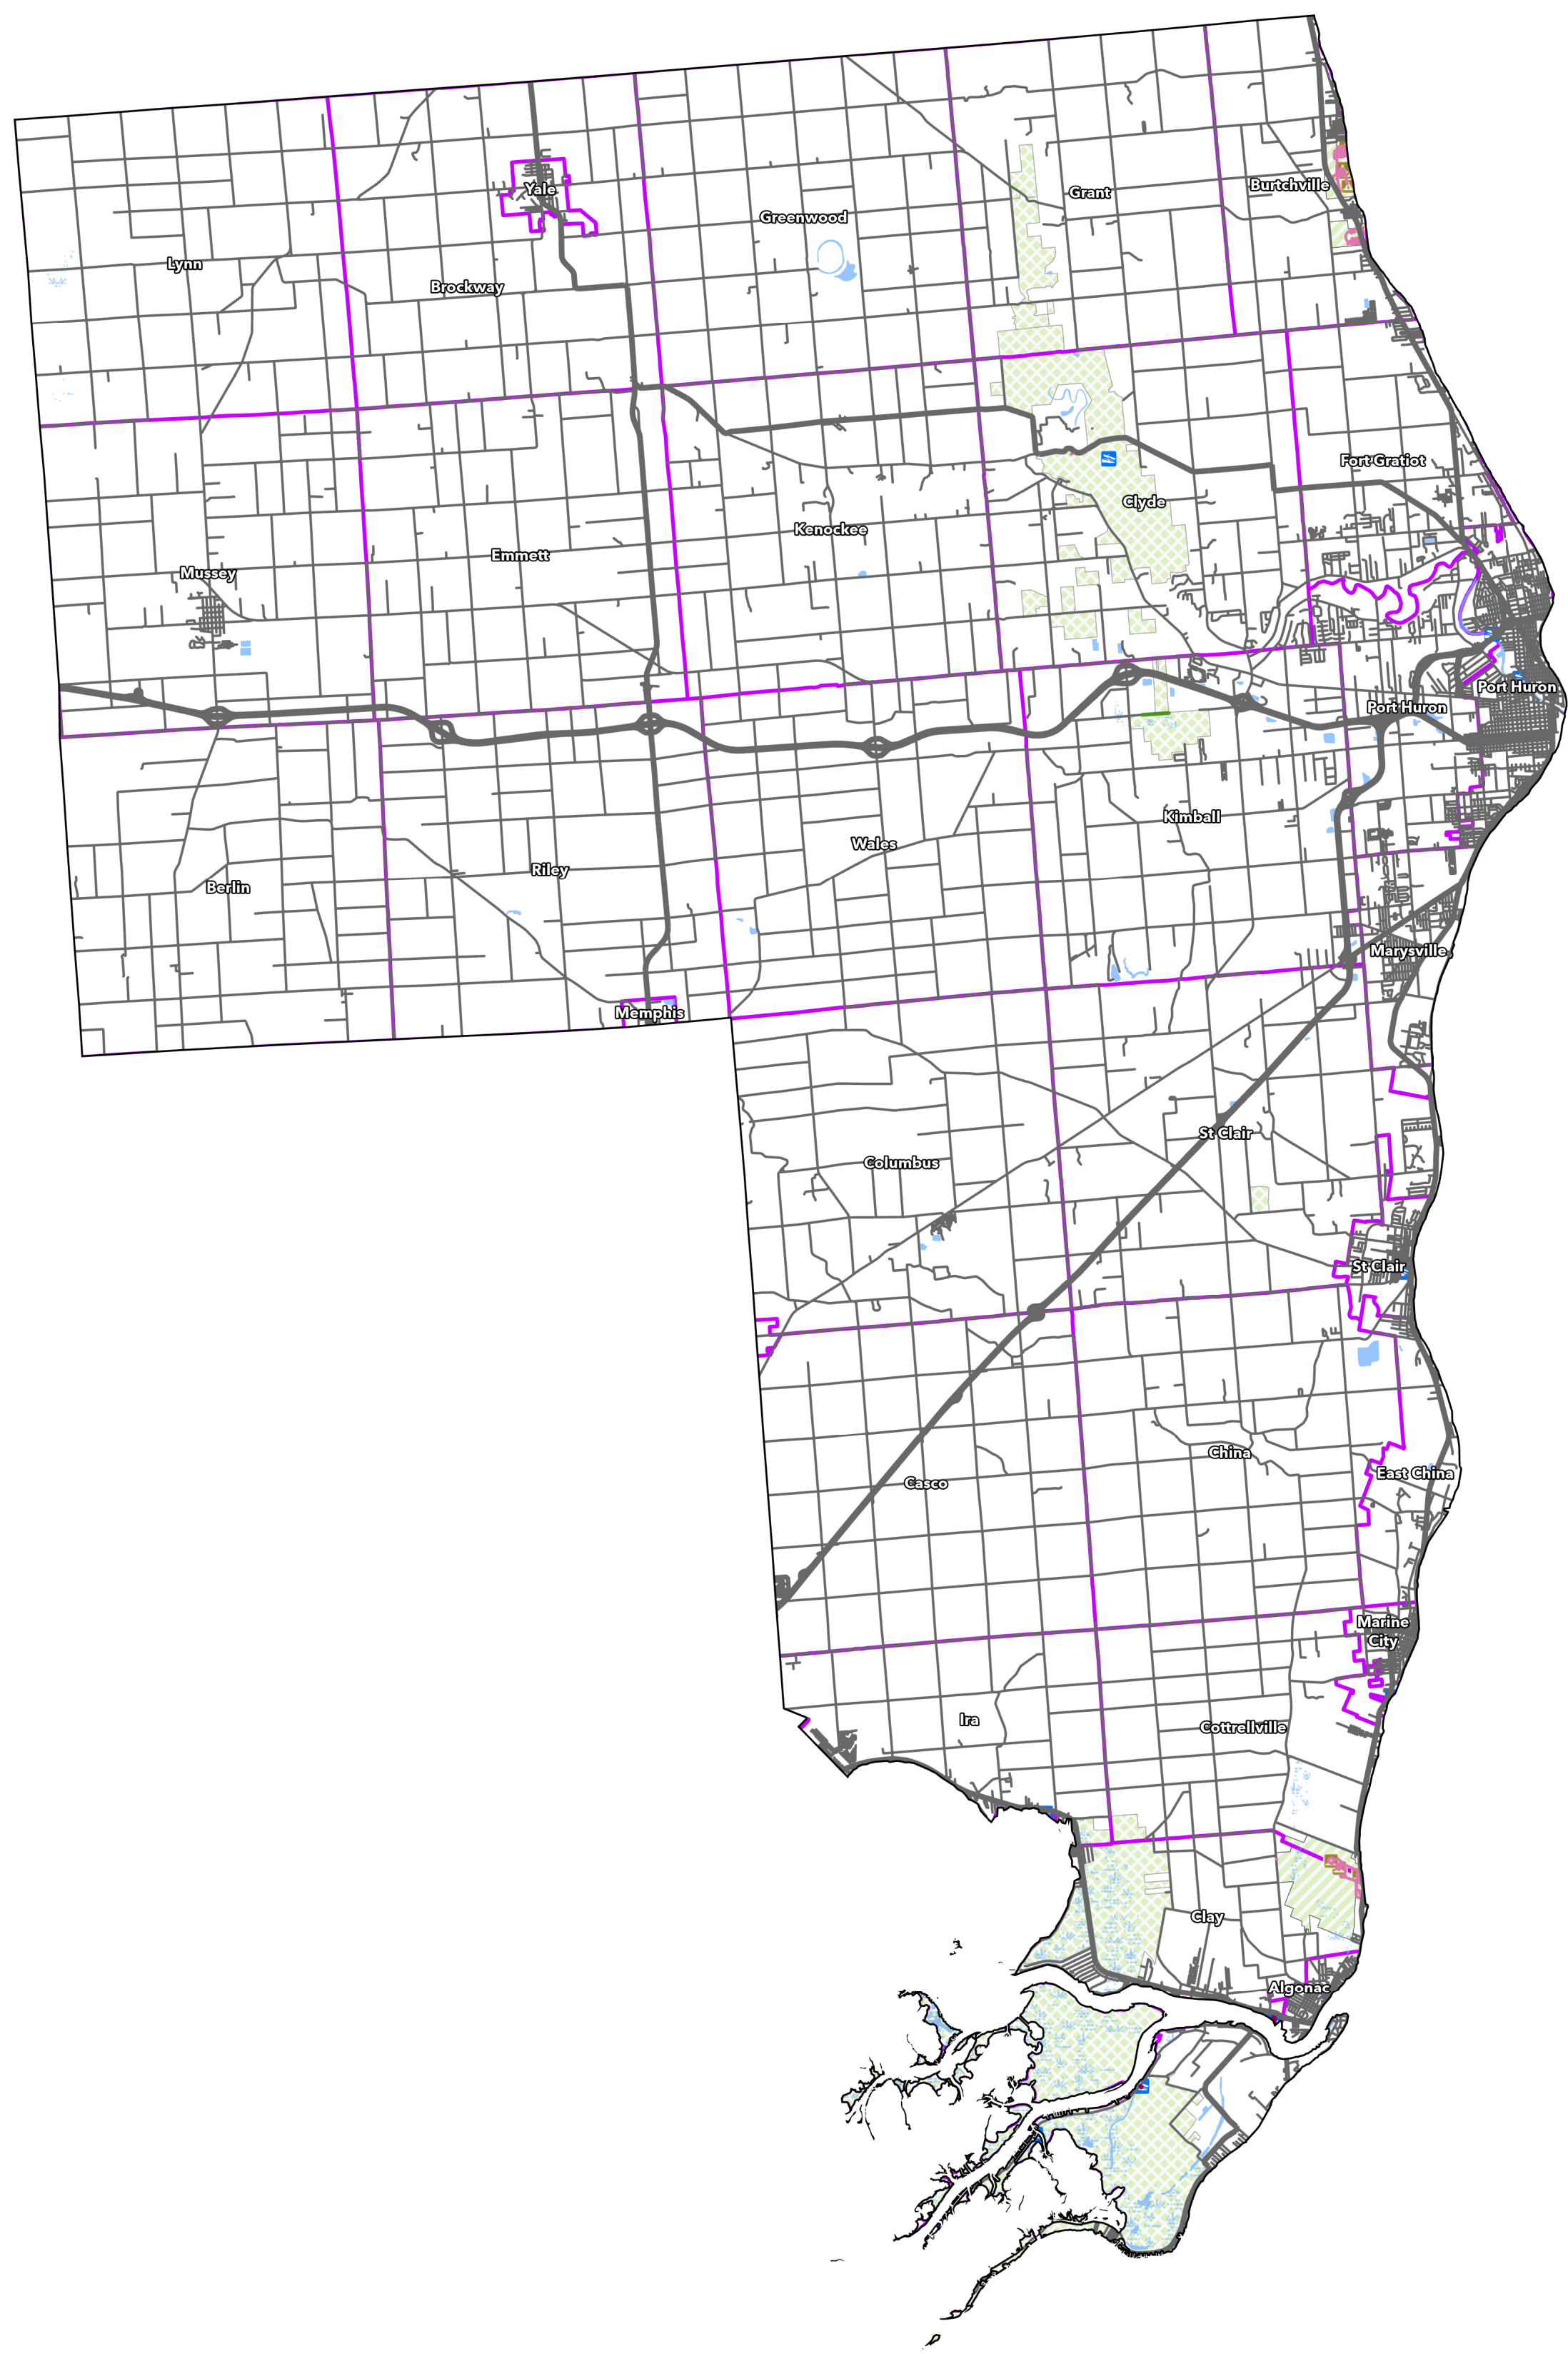 Burtchville
Yale
Grant
Greenwood
Lynn
Brockway
Fort Gratiot
Clyde
Kenockee
Emmett
Mussey
Port Huron
Port Huron
Kimball
Wales
Riley
Berlin
Marysville
Memphis
St Clair
Columbus
St Clair
China
East China
Casco
Marine
City
Ira
Cottrellville
Clay
Algonac